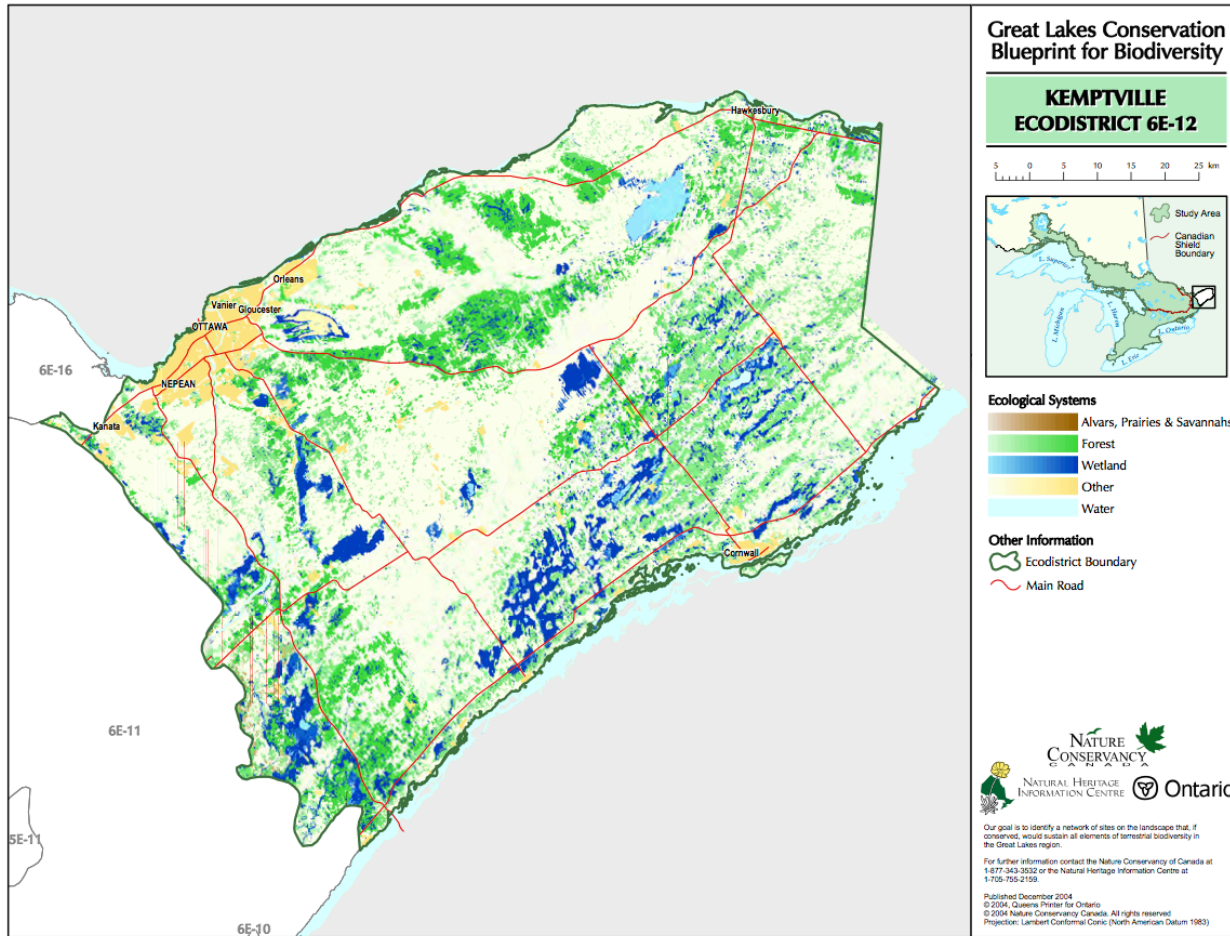 Great Lakes Conservation
Blueprint for Biodiversity
KEMPTVILLE
ECODISTRICT 6E-12
5 0 5 10 15 20 25 km
Study Area
Canadian
Shield
Boundary
L. Superior
L. Michigan
L. Huron
L. Ontario
L. Erie
Ecological Systems
Alvars, Prairies & Savannahs
Forest
Wetland
Other
Water
Other Information
Ecodistrict Boundary
Main Road
Hawkesbury
Orleans
Vanier
Gloucester
OTTAWA
NEPEAN
Kanata
Cornwall
6E-16
6E-11
5E-11
6E-10
NATURE
CONSERVANCY
CANADA
NATURAL HERITAGE
INFORMATION CENTRE
Ontario
Our goal is to identify a network of sites on the landscape that, if
conserved, would sustain all elements of terrestrial biodiversity in
the Great Lakes region.
For further information contact the Nature Conservancy of Canada at
1-877-343-3532 or the Natural Heritage Information Centre at
1-705-755-2159.
Published December 2004
© 2004, Queens Printer for Ontario
© 2004 Nature Conservancy Canada. All rights reserved
Projection: Lambert Conformal Conic (North American Datum 1983)